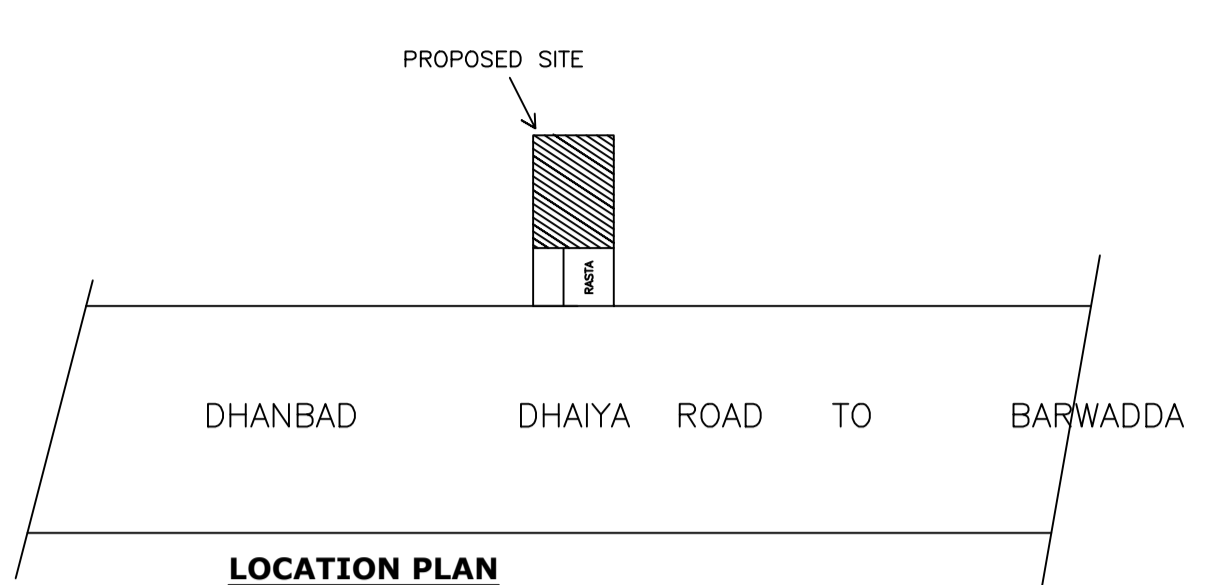 PROPOSED SITE
RASTA
DHANBAD DHAIYA ROAD TO BARWADDA
LOCATION PLAN